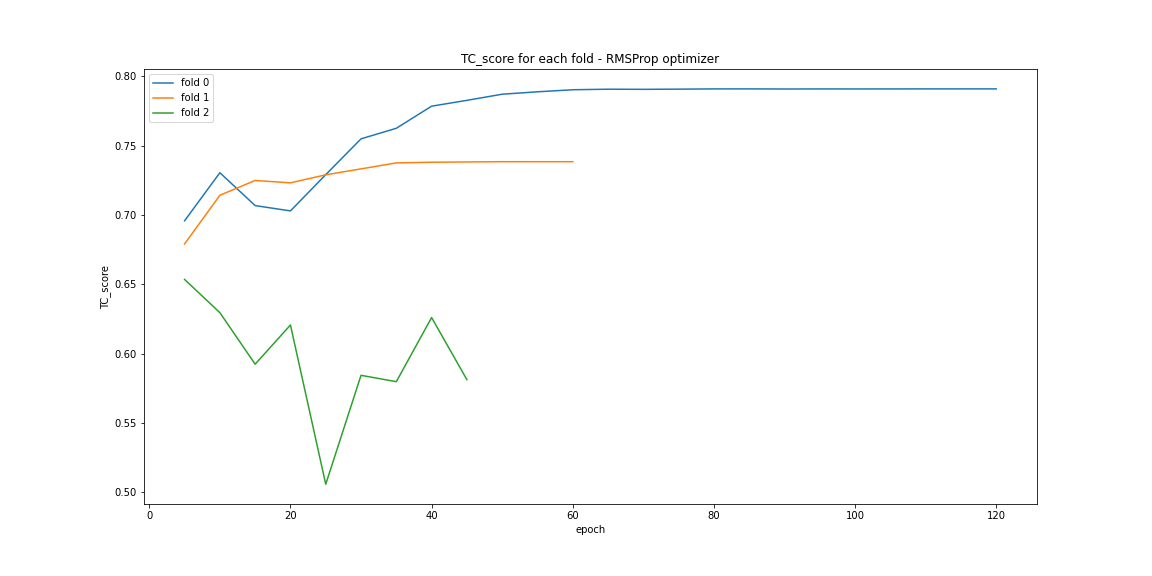 TC_score for each fold - RMSProp optimizer
fold 0
fold 1
fold 2
0.80
0.75
0.70
0.65
0.60
0.55
0.50
TC_score
0 20 40 60 80 100 120
epoch